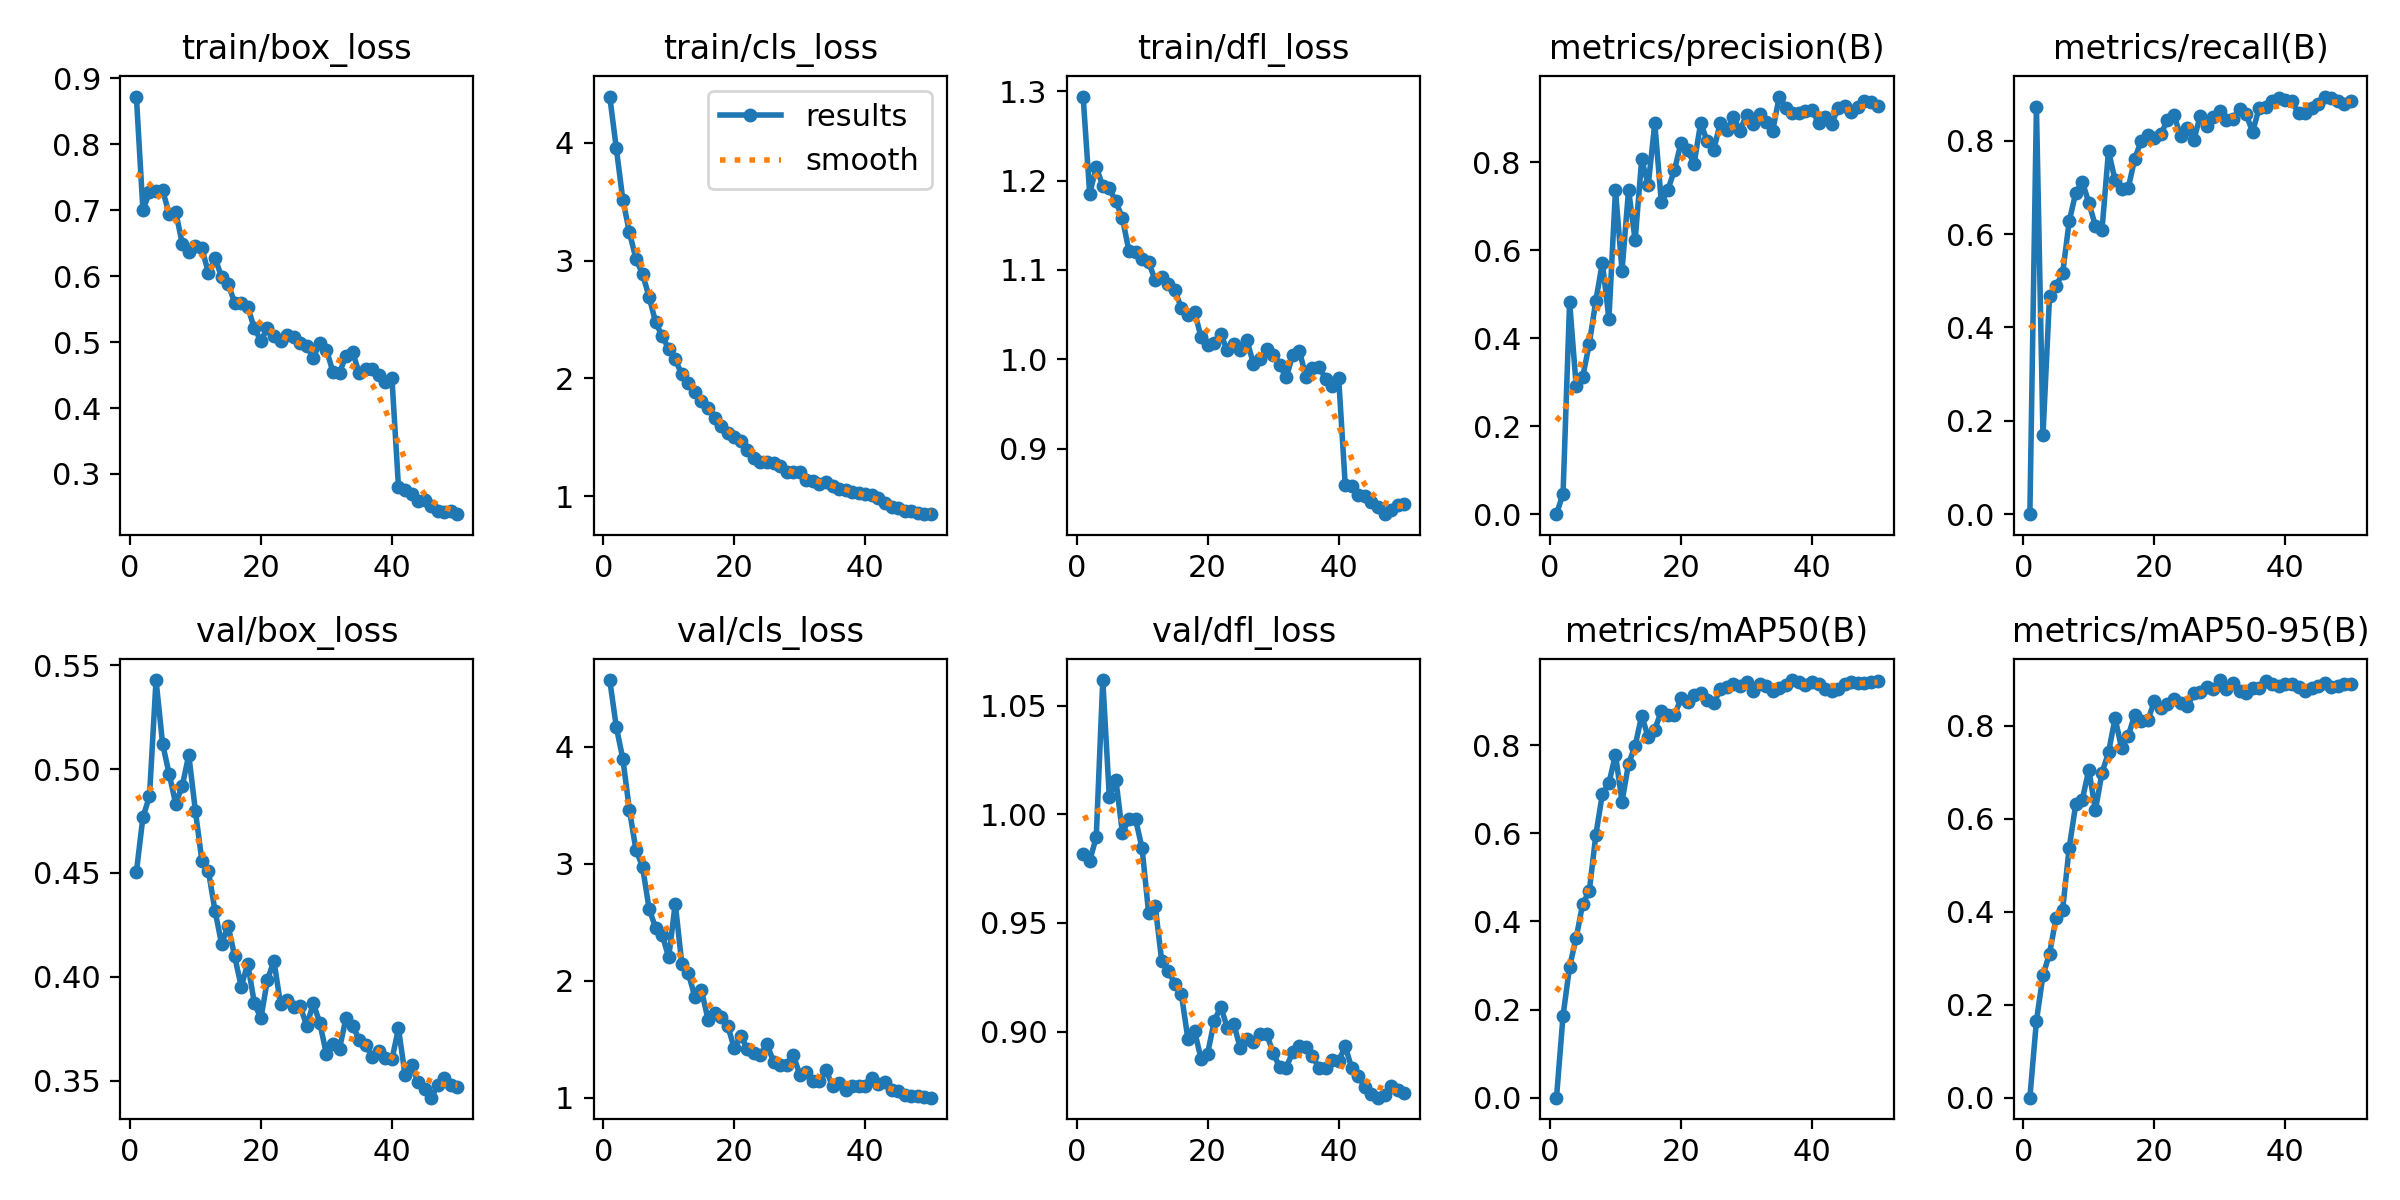 train/box_loss
0.9
0.8
0.7
0.6
0.5
0.4
0.3
0 20 40
train/cls_loss
results
smooth
4
3
2
1
0 20 40
train/dfl_loss
1.3
1.2
1.1
1.0
0.9
0 20 40
metrics/precision(B)
0.8
0.6
0.4
0.2
0.0
0 20 40
metrics/recall(B)
0.8
0.6
0.4
0.2
0.0
0 20 40
val/box_loss
0.55
0.50
0.45
0.40
0.35
0 20 40
val/cls_loss
4
3
2
1
0 20 40
val/dfl_loss
1.05
1.00
0.95
0.90
0 20 40
metrics/mAP50(B)
0.8
0.6
0.4
0.2
0.0
0 20 40
metrics/mAP50-95(B)
0.8
0.6
0.4
0.2
0.0
0 20 40